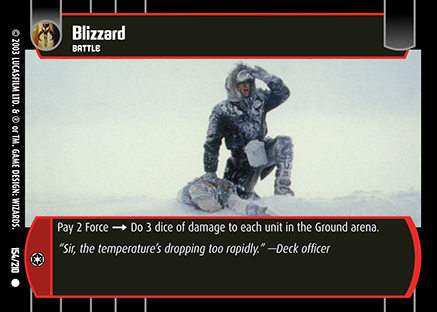 Blizzard
BATTLE
Pay 2 Force → Do 3 dice of damage to each unit in the Ground arena.
“Sir, the temperature's dropping too rapidly.” —Deck officer
© 2003 LUCASFILM LTD. & ® or TM. GAME DESIGN: WIZARDS.
154/210